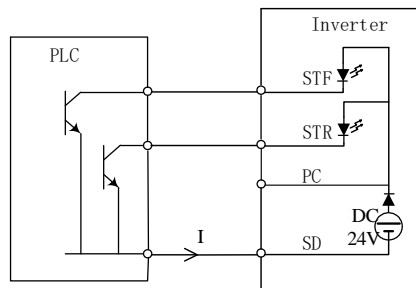 Inverter
PLC
STF
STR
PC
DC
I
24V
SD